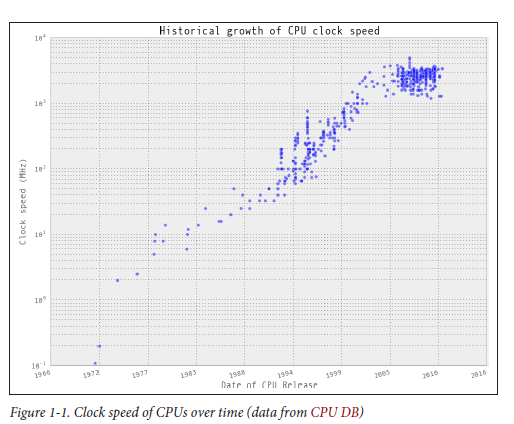 Historical growth of CPU clock speed
10⁴
10³
10²
10¹
10⁰
10⁻¹
Clock speed (MHz)
1966 1972 1977 1983 1988 1994 1999 2005 2010 2016
Date of CPU Release
Figure 1-1. Clock speed of CPUs over time (data from CPU DB)